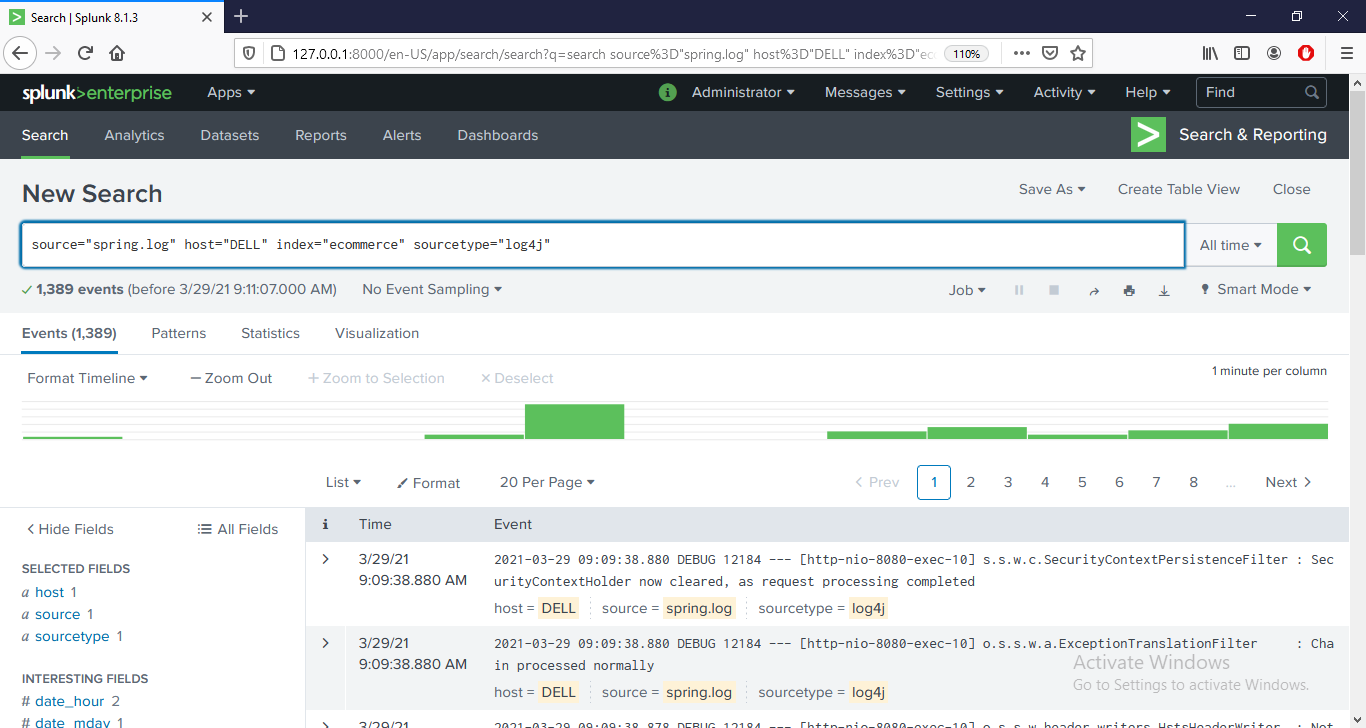 Search | Splunk 8.1.3
127.0.0.1:8000/en-US/app/search/search?q=search source%3D"spring.log" host%3D"DELL" index%3D"ec 110%
splunk>enterprise Apps i Administrator Messages Settings Activity Help Find
Search Analytics Datasets Reports Alerts Dashboards > Search & Reporting
New Search Save As Create Table View Close
source="spring.log" host="DELL" index="ecommerce" sourcetype="log4j" All time
1,389 events (before 3/29/21 9:11:07.000 AM) No Event Sampling Job Smart Mode
Events (1,389) Patterns Statistics Visualization
Format Timeline — Zoom Out + Zoom to Selection × Deselect 1 minute per column
List Format 20 Per Page < Prev 1 2 3 4 5 6 7 8 ... Next >
< Hide Fields All Fields i Time Event
SELECTED FIELDS
a host 1
a source 1
a sourcetype 1
INTERESTING FIELDS
# date_hour 2
# date_mday 1
> 3/29/21 9:09:38.880 AM
2021-03-29 09:09:38.880 DEBUG 12184 --- [http-nio-8080-exec-10] s.s.w.c.SecurityContextPersistenceFilter : Sec
urityContextHolder now cleared, as request processing completed
host = DELL source = spring.log sourcetype = log4j
> 3/29/21 9:09:38.880 AM
2021-03-29 09:09:38.880 DEBUG 12184 --- [http-nio-8080-exec-10] o.s.s.w.a.ExceptionTranslationFilter : Cha
in processed normally
host = DELL source = spring.log sourcetype = log4j
> 3/29/21 2021-03-29 09:09:38.878 DEBUG 12184 --- [http-nio-8080-exec-10] o.s.s.w.header.writers.HstsHeaderWriter : Not
Activate Windows
Go to Settings to activate Windows.